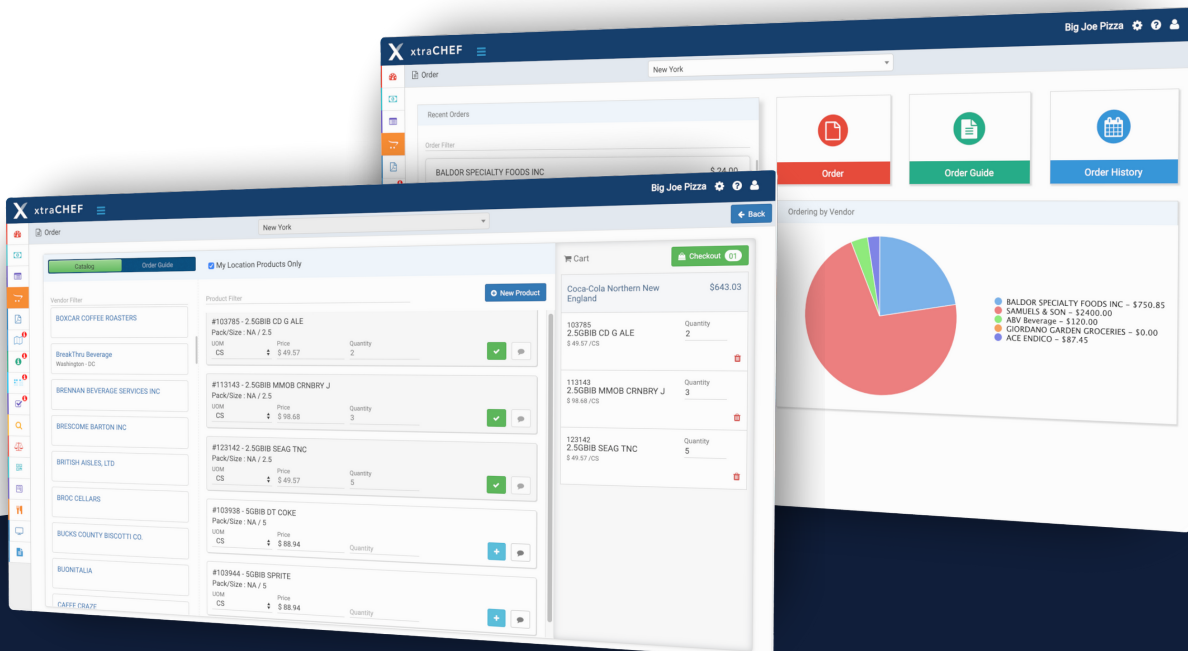 Big Joe Pizza
xtraCHEF
Order
New York
Recent Orders
Order Filter
BALDOR SPECIALTY FOODS INC $ 24.00
Order
Order Guide
Order History
Ordering by Vendor
BALDOR SPECIALTY FOODS INC - $750.85
SAMUELS & SON - $2400.00
ABV Beverage - $120.00
GIORDANO GARDEN GROCERIES - $0.00
ACE ENDICO - $87.45
Big Joe Pizza
xtraCHEF
Order
New York
Back
Catalog
Order Guide
My Location Products Only
Vendor Filter
BOXCAR COFFEE ROASTERS
BreakThru Beverage
Washington - DC
BRENNAN BEVERAGE SERVICES INC
BRESCOME BARTON INC
BRITISH AISLES, LTD
BROC CELLARS
BUCKS COUNTY BISCOTTI CO.
BUONITALIA
CAFFE CRAZE
Product Filter
New Product
#103785 - 2.5GBIB CD G ALE
Pack/Size : NA / 2.5
UOM Price Quantity
CS $ 49.57 2
#113143 - 2.5GBIB MMOB CRNBRY J
Pack/Size : NA / 2.5
UOM Price Quantity
CS $ 98.68 3
#123142 - 2.5GBIB SEAG TNC
Pack/Size : NA / 2.5
UOM Price Quantity
CS $ 49.57 5
#103938 - 5GBIB DT COKE
Pack/Size : NA / 5
UOM Price
CS $ 88.94 Quantity
#103944 - 5GBIB SPRITE
Pack/Size : NA / 5
UOM Price
CS $ 88.94 Quantity
Cart
Checkout 01
Coca-Cola Northern New $643.03
England
103785 Quantity
2.5GBIB CD G ALE 2
$ 49.57 /CS
113143 Quantity
2.5GBIB MMOB CRNBRY J 3
$ 98.68 /CS
123142 Quantity
2.5GBIB SEAG TNC 5
$ 49.57 /CS